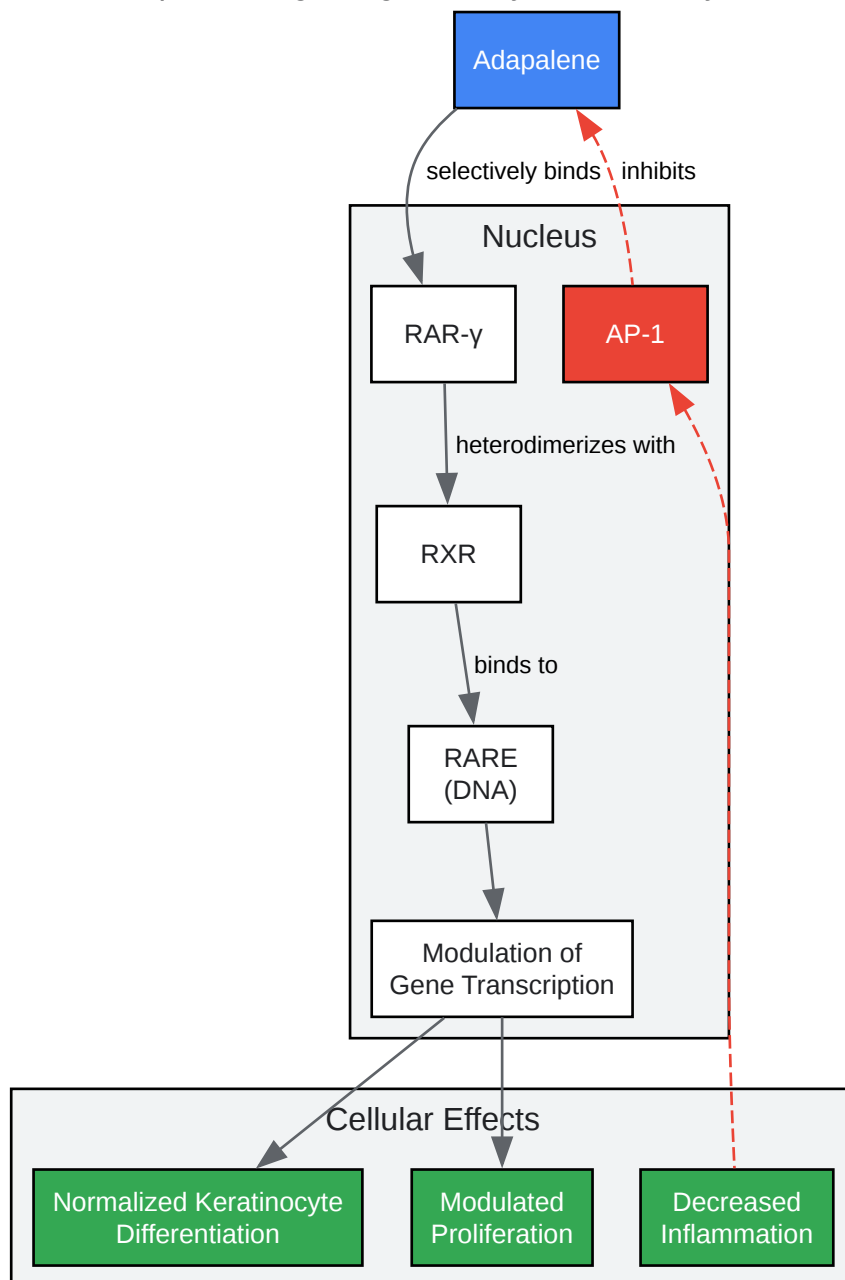 Adapalene
selectively binds
inhibits
Nucleus
RAR-γ
AP-1
heterodimerizes with
RXR
binds to
RARE
(DNA)
Modulation of
Gene Transcription
Cellular Effects
Normalized Keratinocyte
Differentiation
Modulated
Proliferation
Decreased
Inflammation